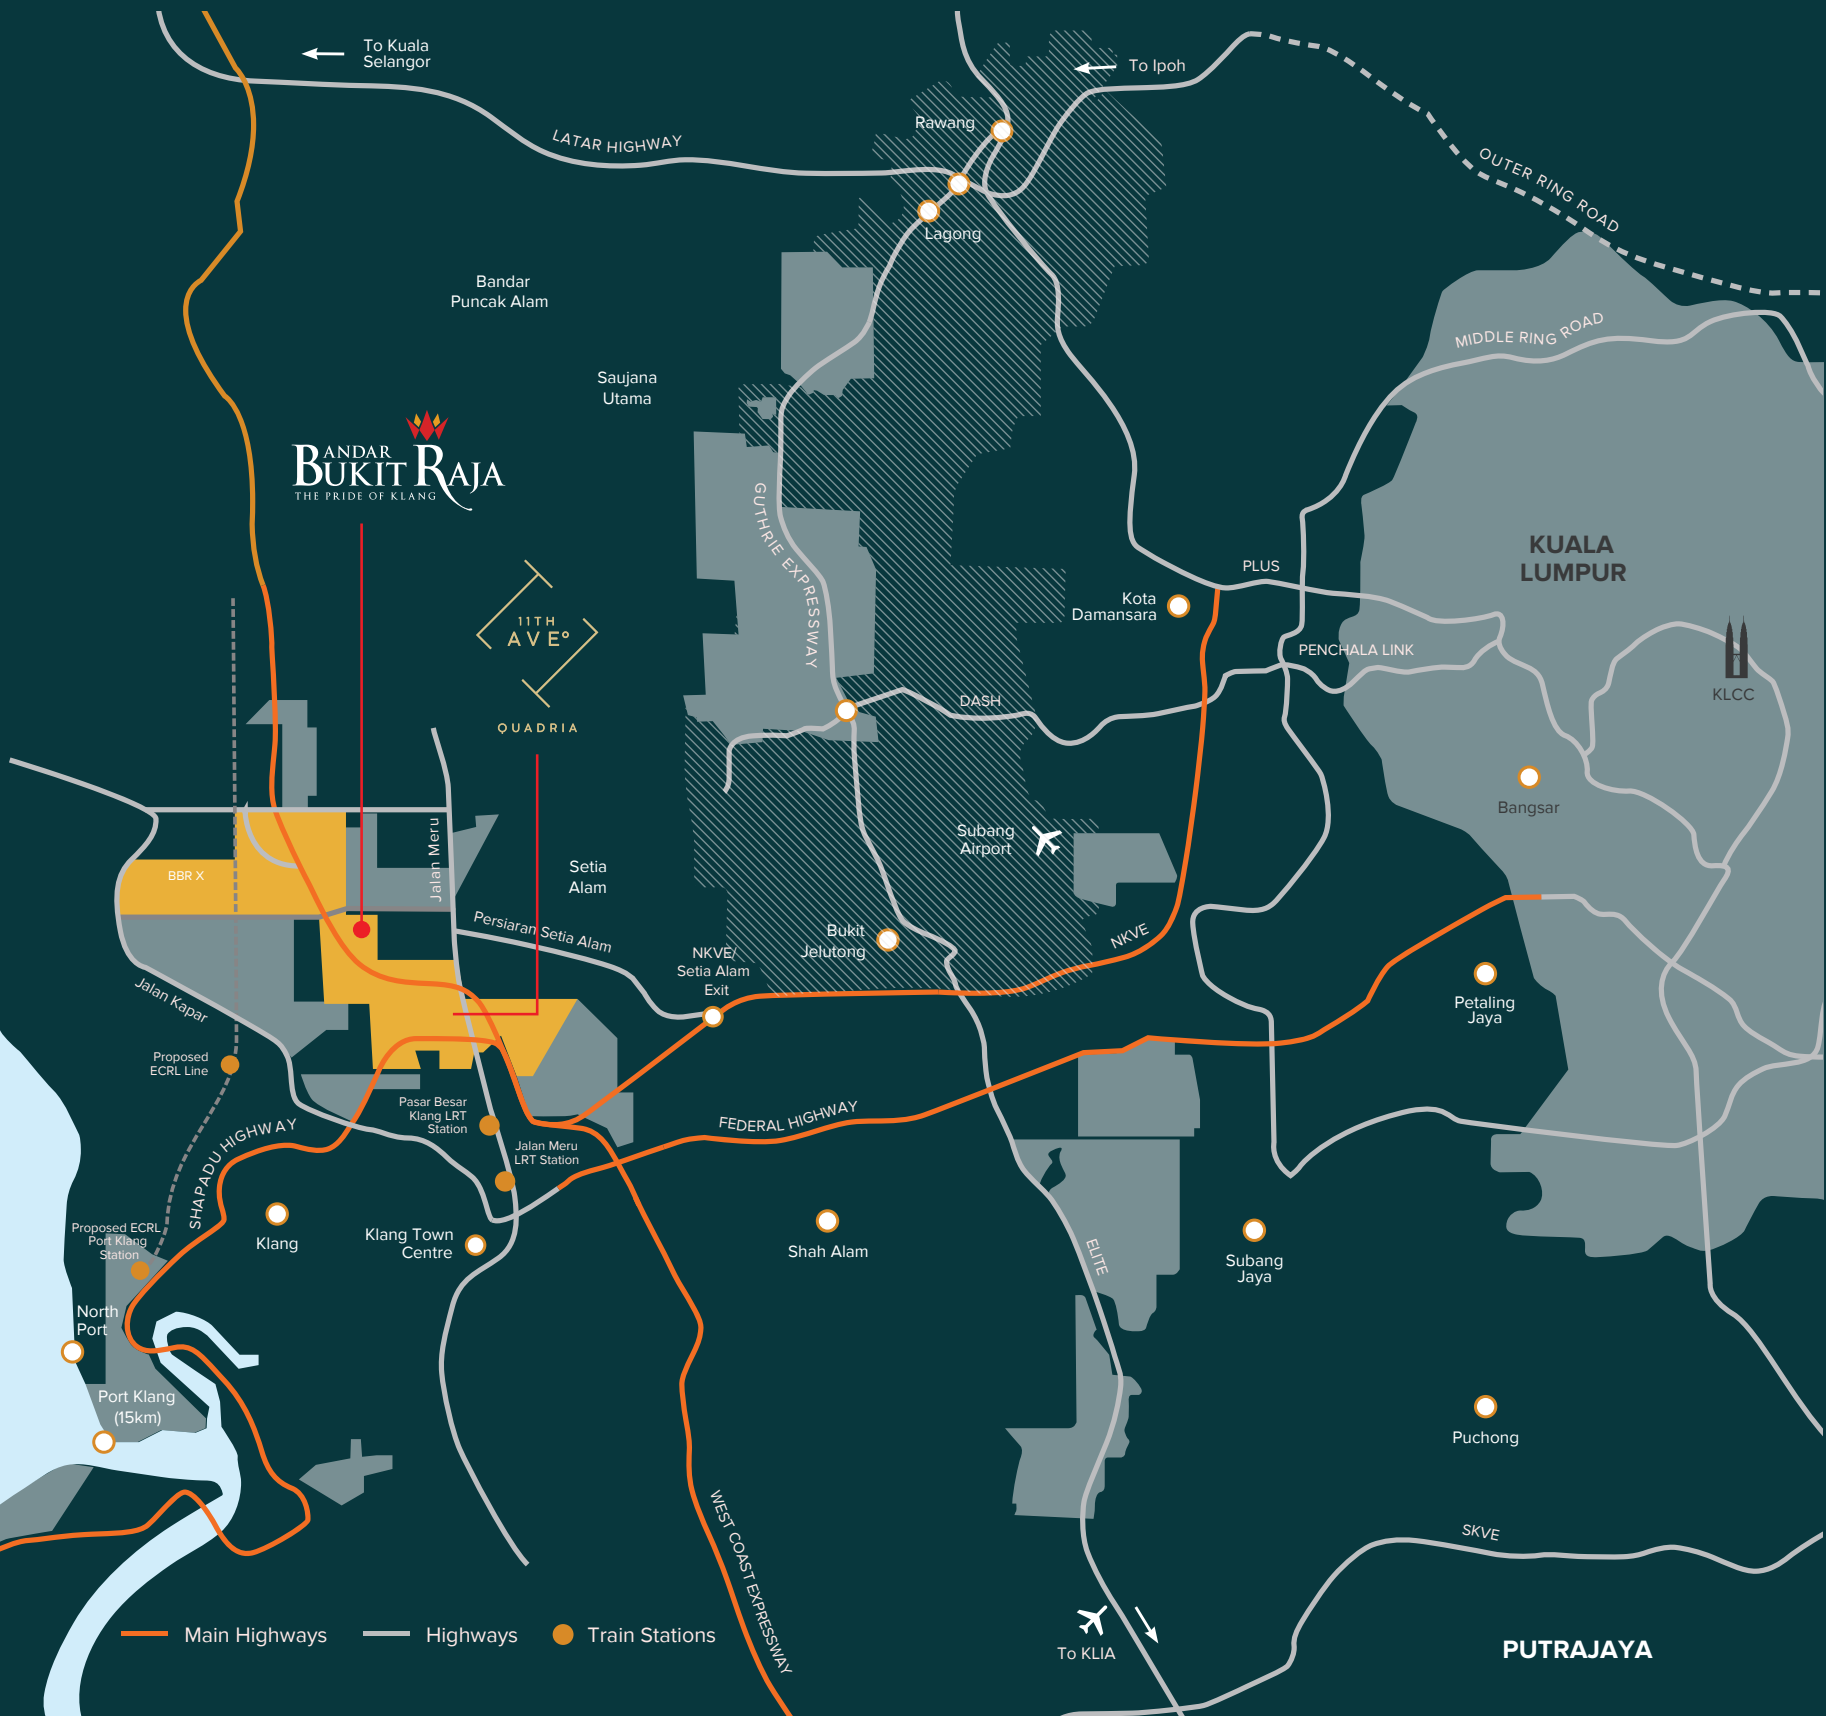 To Kuala
Selangor
To Ipoh
LATAR HIGHWAY
Rawang
OUTER RING ROAD
Lagong
Bandar
Puncak Alam
MIDDLE RING ROAD
Saujana
Utama
BANDAR
BUKIT RAJA
THE PRIDE OF KLANG
GUTHRIE EXPRESSWAY
KUALA
LUMPUR
PLUS
Kota
Damansara
11TH
AVE°
PENCHALA LINK
KLCC
DASH
QUADRIA
Bangsar
Subang
Airport
Jalan Meru
Setia
Alam
BBR X
Persiaran Setia Alam
Bukit
Jelutong
NKVE
NKVE/
Setia Alam
Exit
Petaling
Jaya
Jalan Kapar
Proposed
ECRL Line
Pasar Besar
Klang LRT
Station
FEDERAL HIGHWAY
SHAPADU HIGHWAY
Jalan Meru
LRT Station
Proposed ECRL
Port Klang
Station
Klang
Klang Town
Centre
Shah Alam
ELITE
Subang
Jaya
North
Port
Port Klang
(15km)
Puchong
WEST COAST EXPRESSWAY
SKVE
Main Highways
Highways
Train Stations
To KLIA
PUTRAJAYA